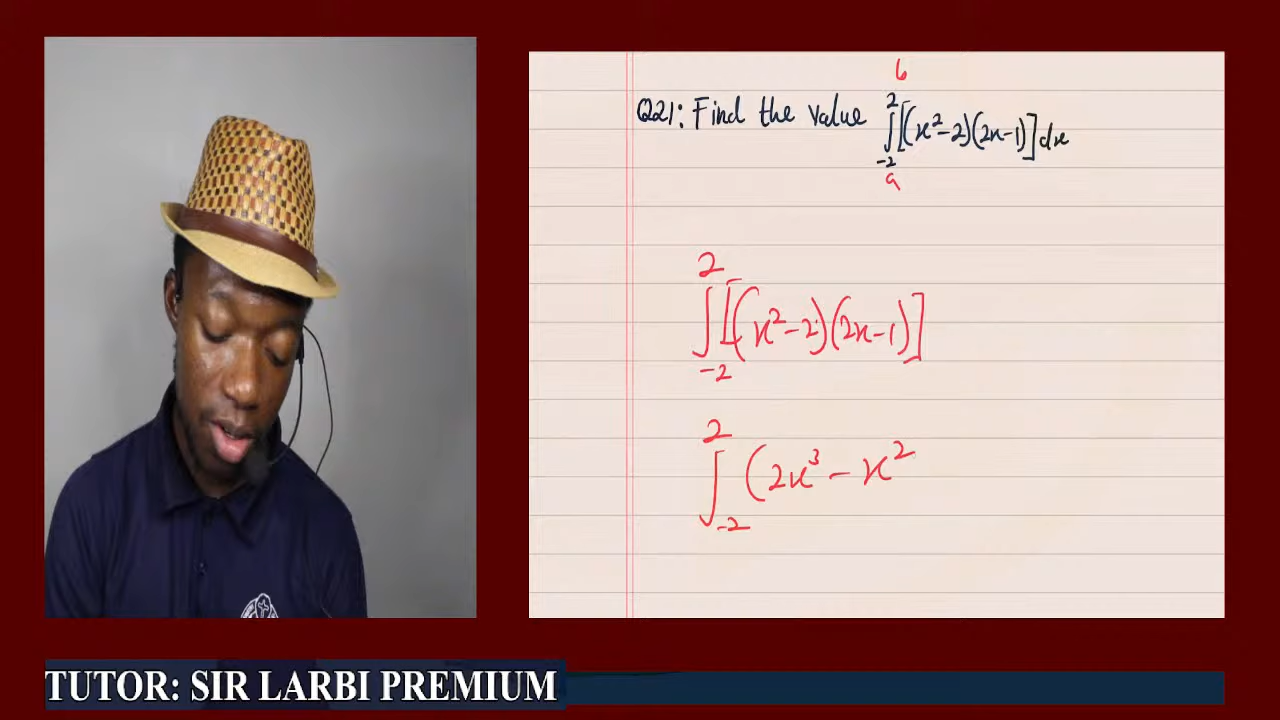 b
Q21: Find the value ∫₋₂² [(x²-2)(2x-1)] dx
a
∫₋₂² [(x²-2)(2x-1)]
∫₋₂² (2x³ - x²
TUTOR: SIR LARBI PREMIUM